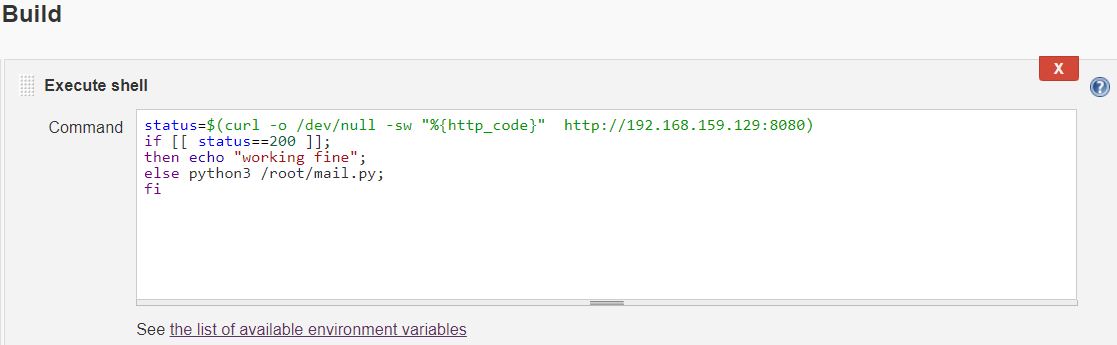 Build
X
Execute shell
?
Command
status=$(curl -o /dev/null -sw "%{http_code}"  http://192.168.159.129:8080)
if [[ status==200 ]];
then echo "working fine";
else python3 /root/mail.py;
fi
See the list of available environment variables